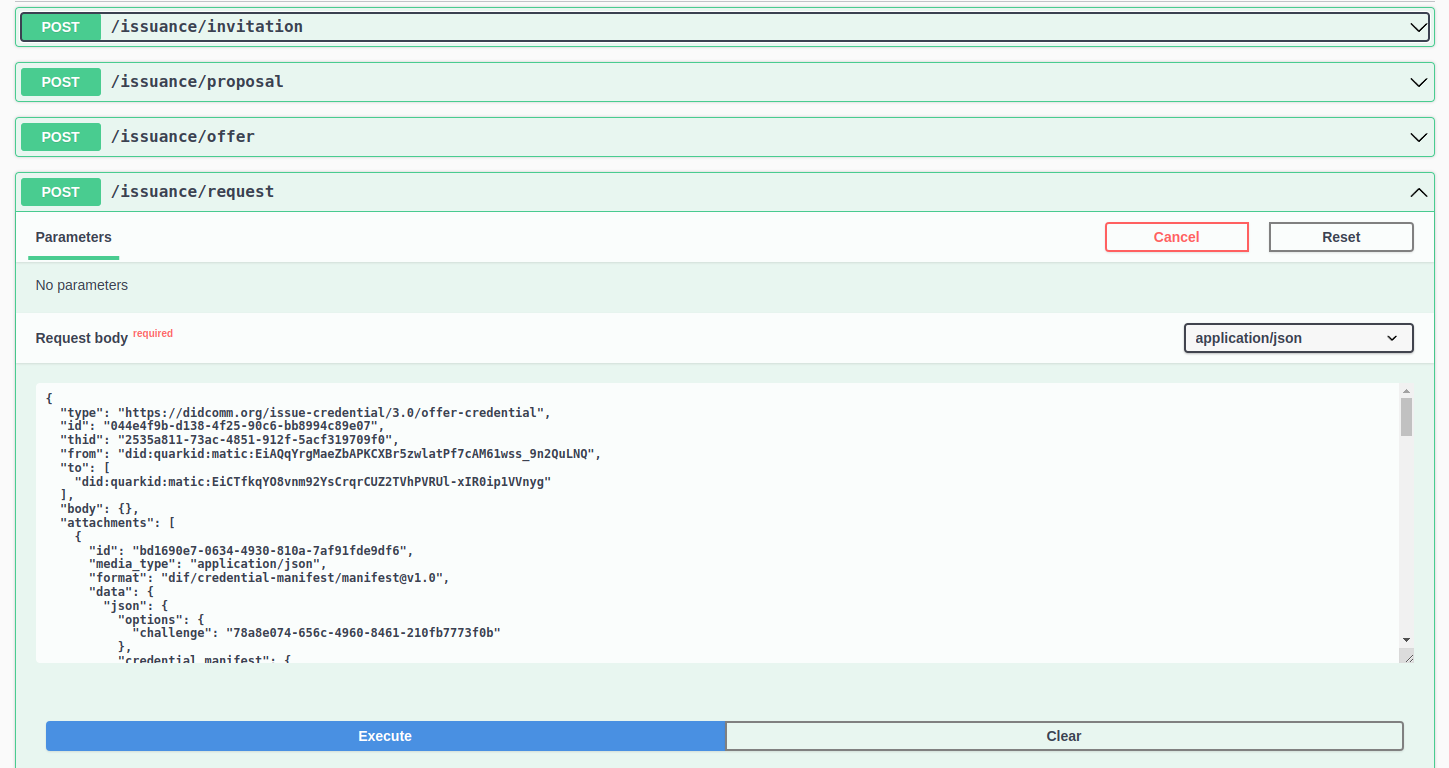 POST /issuance/invitation
POST /issuance/proposal
POST /issuance/offer
POST /issuance/request
Parameters Cancel Reset
No parameters
Request body required application/json
{
"type": "https://didcomm.org/issue-credential/3.0/offer-credential",
"id": "044e4f9b-d138-4f25-90c6-bb8994c89e07",
"thid": "2535a811-73ac-4851-912f-5acf319709f0",
"from": "did:quarkid:matic:EiAQqYrgMaeZbAPKCXBr5zwlatPf7cAM61wss_9n2QuLNQ",
"to": [
"did:quarkid:matic:EiCTfkqYO8vnm92YsCrqrCUZ2TVhPVRUl-xIR0ip1VVnyg"
],
"body": {},
"attachments": [
{
"id": "bd1690e7-0634-4930-810a-7af91fde9df6",
"media_type": "application/json",
"format": "dif/credential-manifest/manifest@v1.0",
"data": {
"json": {
"options": {
"challenge": "78a8e074-656c-4960-8461-210fb7773f0b"
},
"credential_manifest": {
Execute Clear